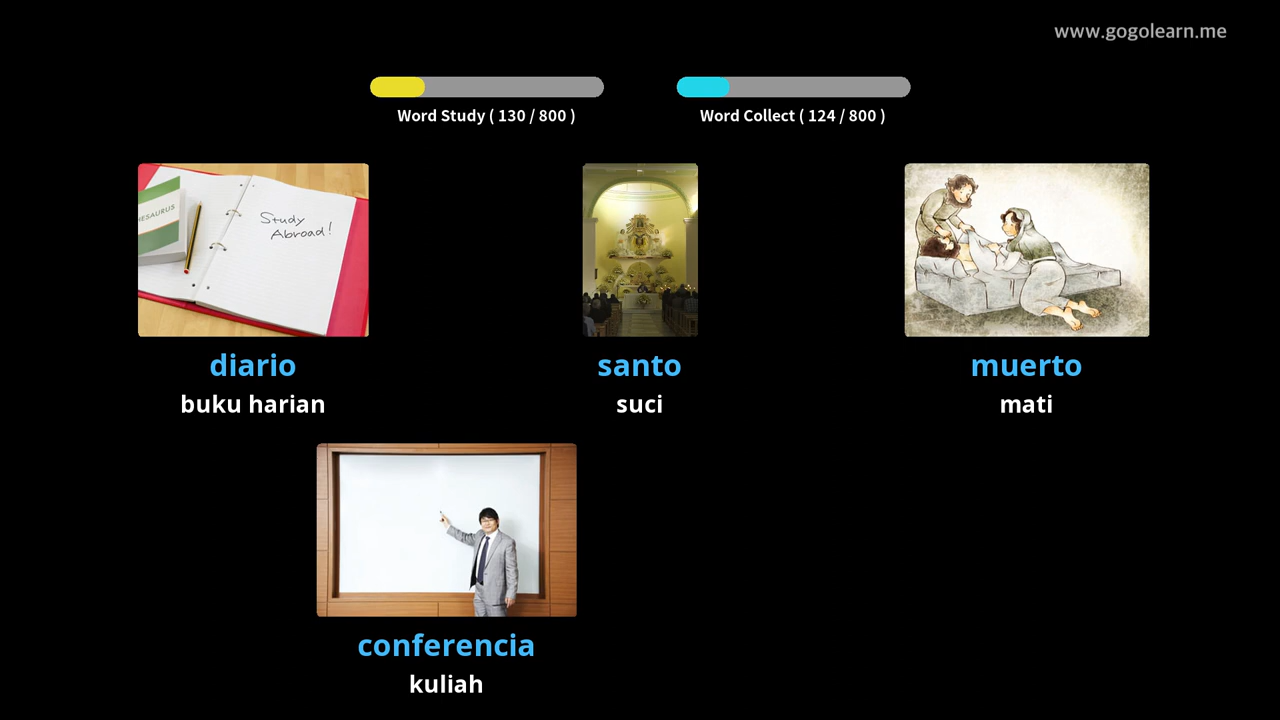 www.gogolearn.me
Word Study ( 130 / 800 )
Word Collect ( 124 / 800 )
HESAURUS
Study
Abroad!
diario
buku harian
santo
suci
muerto
mati
conferencia
kuliah